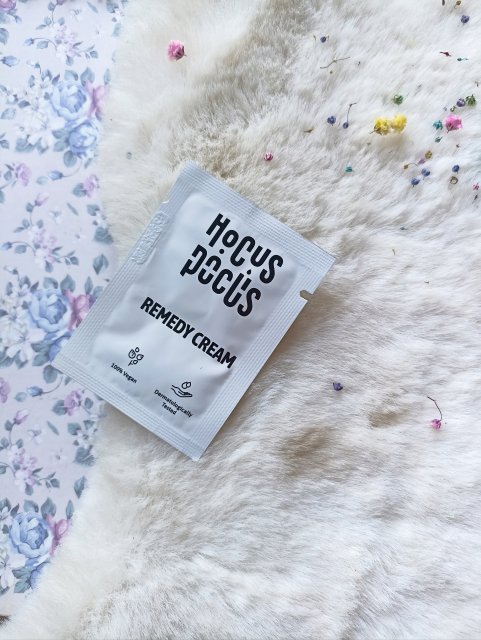 HOCUS
POCUS
REMEDY CREAM
100% Vegan
Dermatologically
Tested